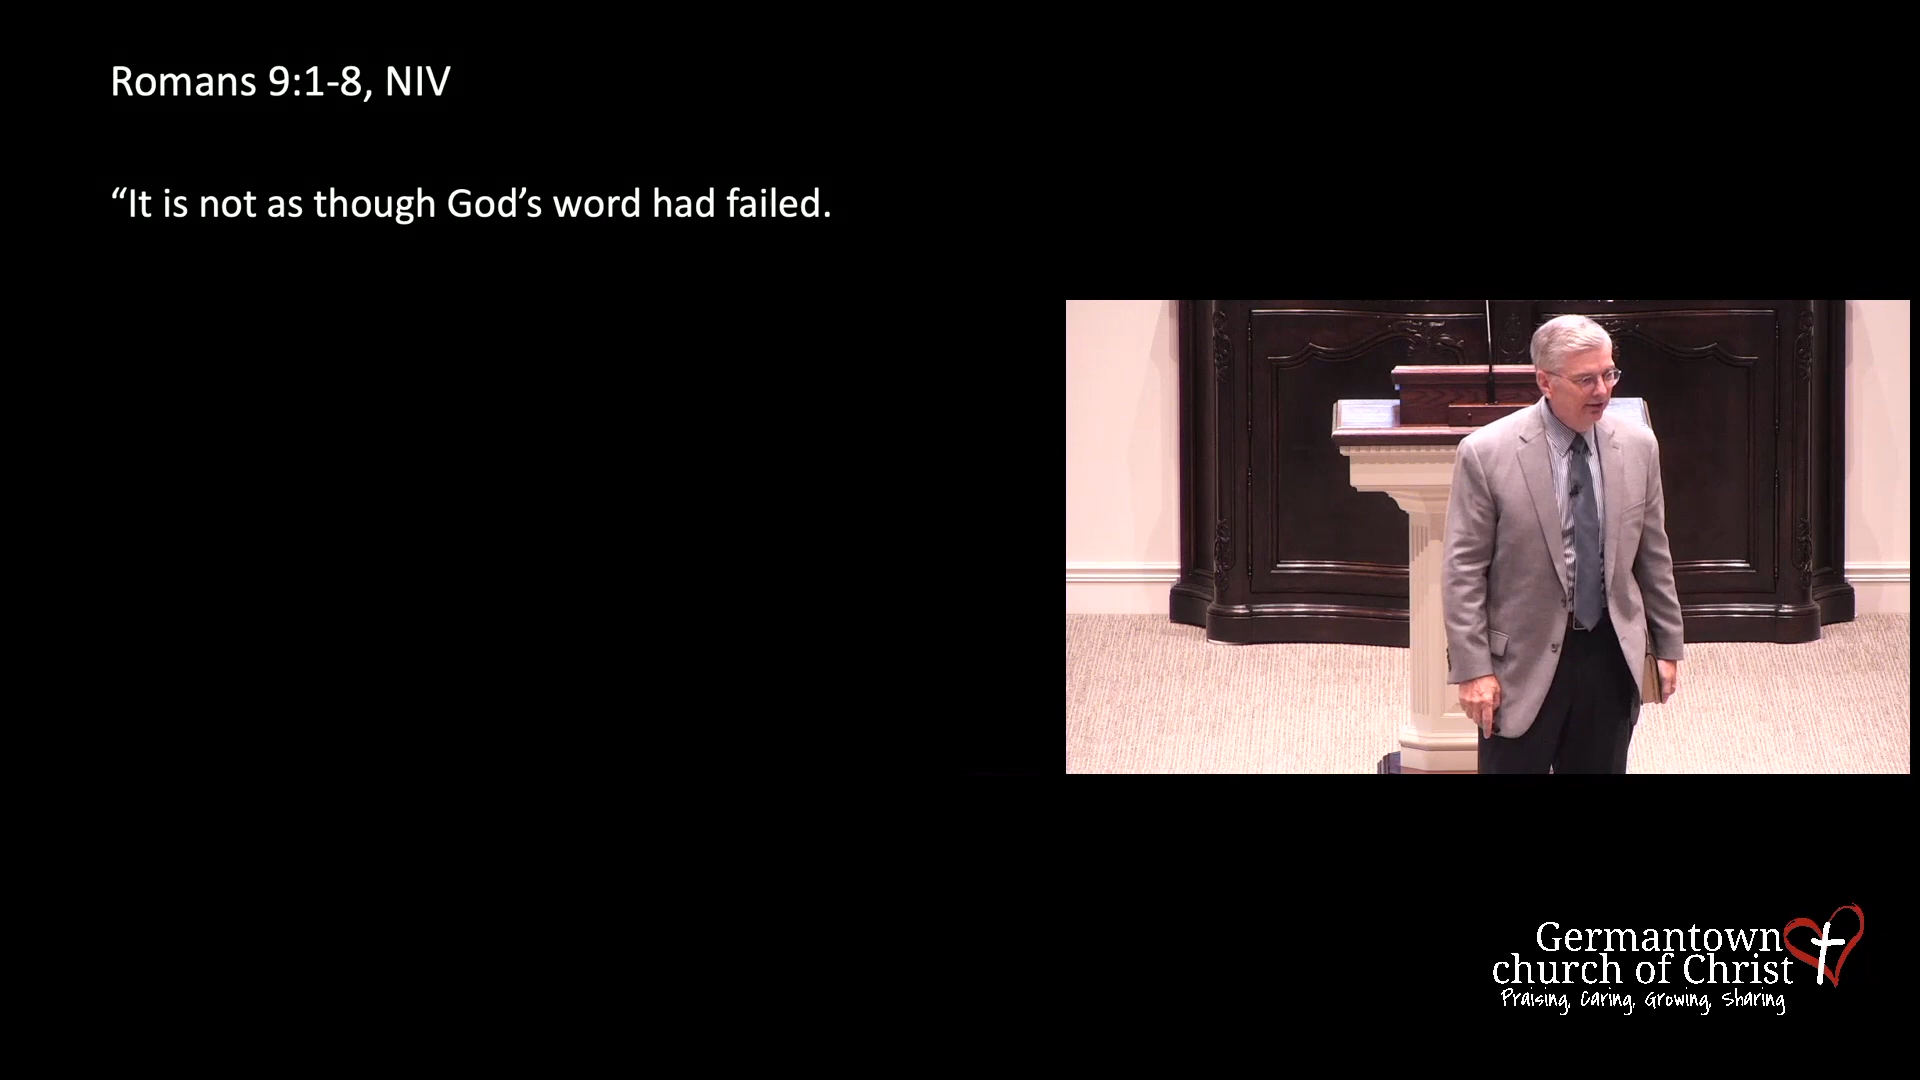 Romans 9:1-8, NIV
“It is not as though God’s word had failed.
Germantown
church of Christ
Praising, Caring, Growing, Sharing